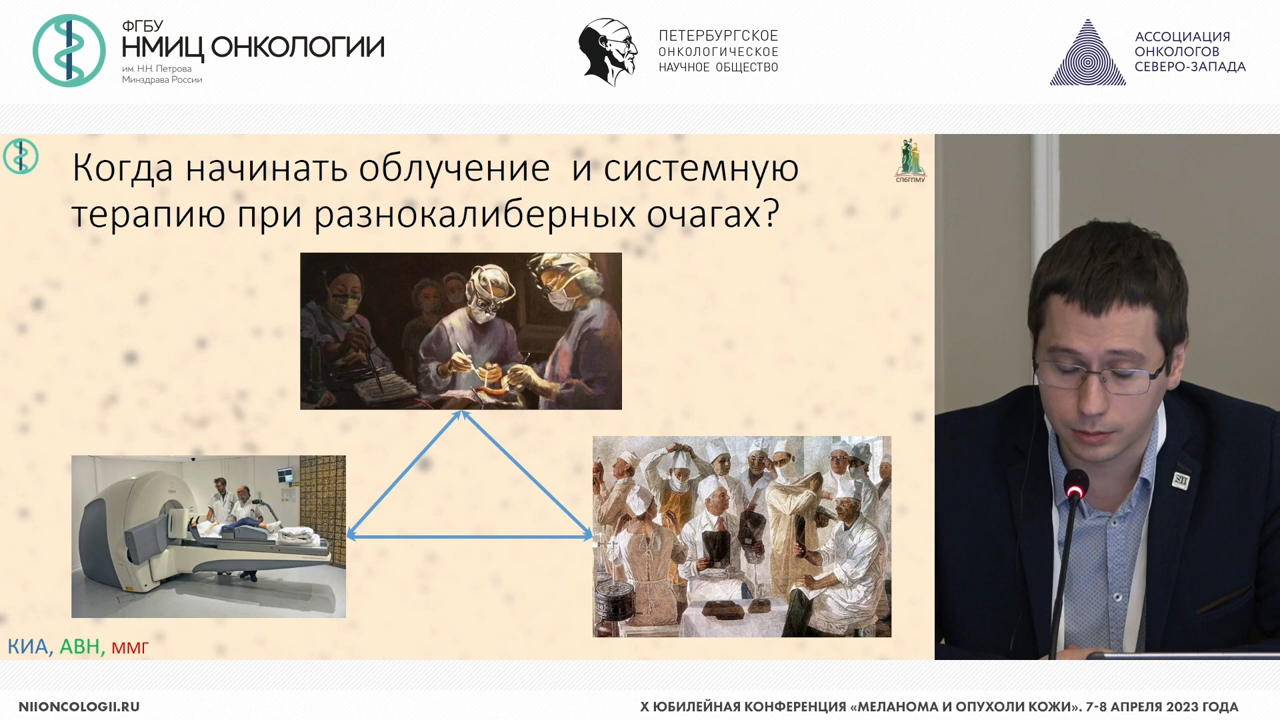 ФГБУ
НМИЦ ОНКОЛОГИИ
им. Н.Н. Петрова
Минздрава России
ПЕТЕРБУРГСКОЕ
ОНКОЛОГИЧЕСКОЕ
НАУЧНОЕ ОБЩЕСТВО
АССОЦИАЦИЯ
ОНКОЛОГОВ
СЕВЕРО-ЗАПАДА
Когда начинать облучение и системную
терапию при разнокалиберных очагах?
СПбГПМУ
КИА, АВН, ММГ
NIIONCOLOGII.RU
X ЮБИЛЕЙНАЯ КОНФЕРЕНЦИЯ «МЕЛАНОМА И ОПУХОЛИ КОЖИ». 7-8 АПРЕЛЯ 2023 ГОДА